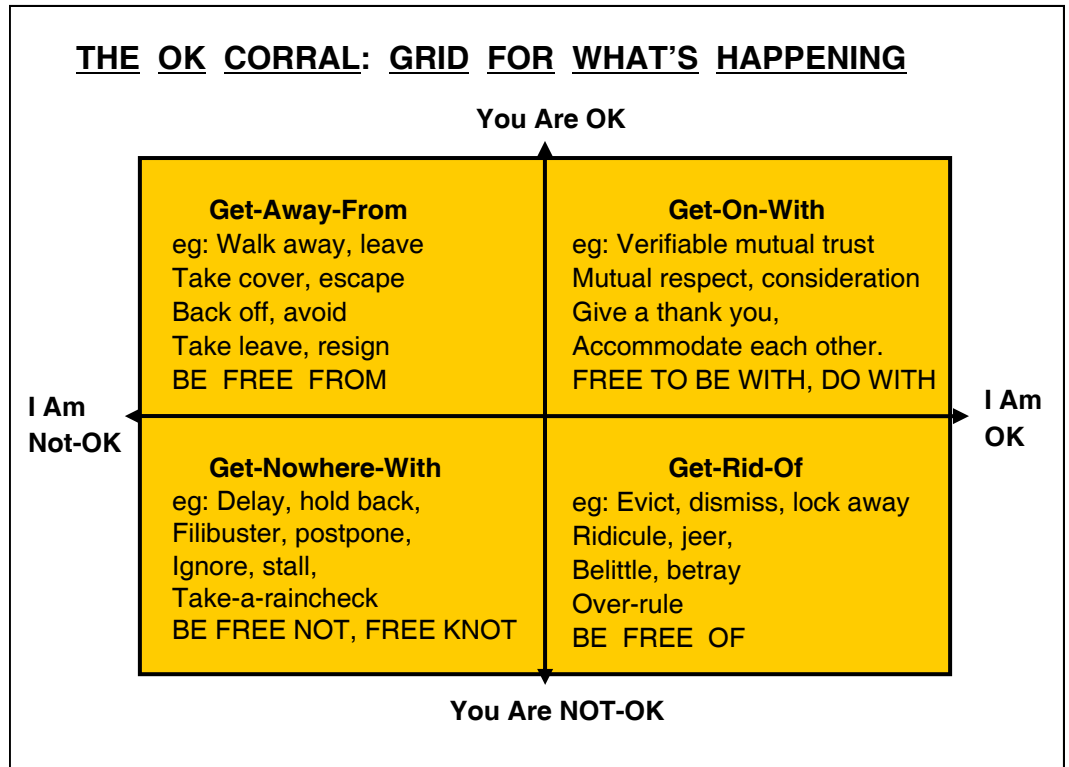 THE OK CORRAL: GRID FOR WHAT'S HAPPENING
You Are OK
Get-Away-From
eg: Walk away, leave
Take cover, escape
Back off, avoid
Take leave, resign
BE FREE FROM
Get-On-With
eg: Verifiable mutual trust
Mutual respect, consideration
Give a thank you,
Accommodate each other.
FREE TO BE WITH, DO WITH
I Am
Not-OK
I Am
OK
Get-Nowhere-With
eg: Delay, hold back,
Filibuster, postpone,
Ignore, stall,
Take-a-raincheck
BE FREE NOT, FREE KNOT
Get-Rid-Of
eg: Evict, dismiss, lock away
Ridicule, jeer,
Belittle, betray
Over-rule
BE FREE OF
You Are NOT-OK